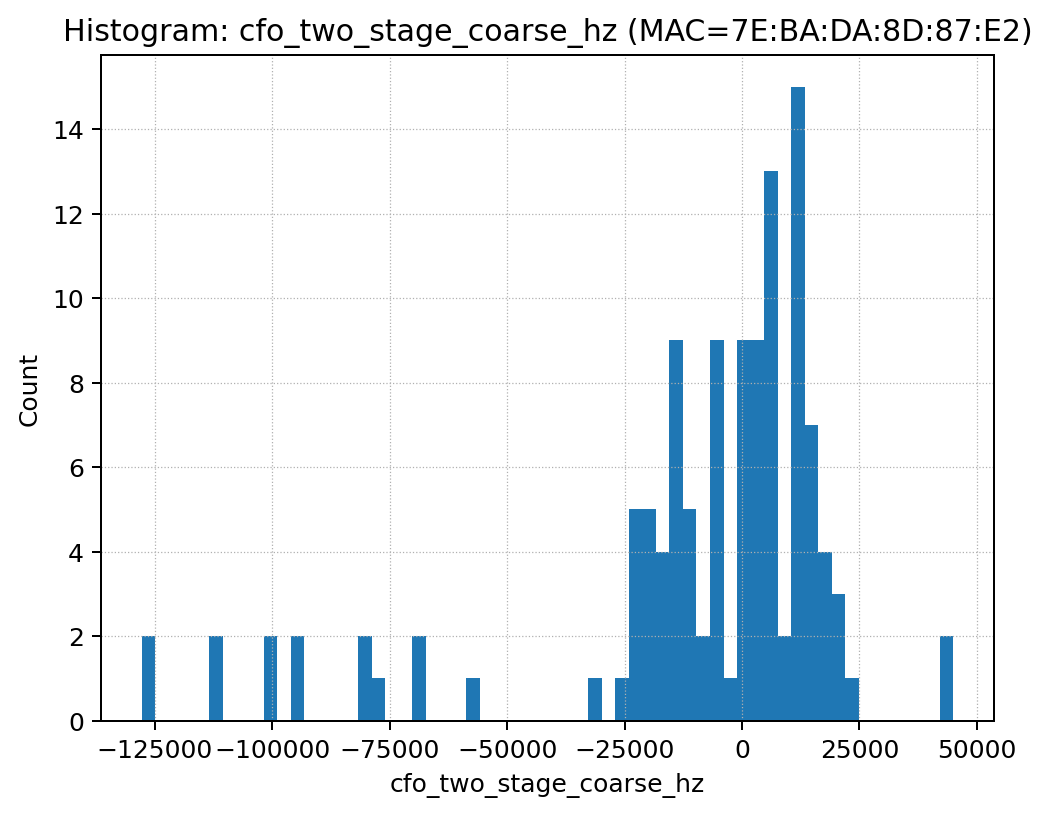 Histogram: cfo_two_stage_coarse_hz (MAC=7E:BA:DA:8D:87:E2)
14
12
10
8
6
4
2
0
Count
−125000 −100000 −75000 −50000 −25000 0 25000 50000
cfo_two_stage_coarse_hz